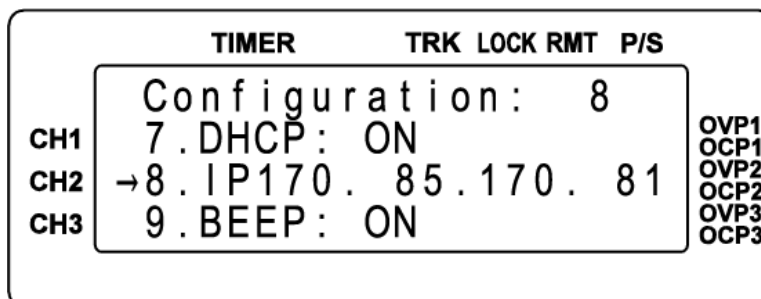 TIMER TRK LOCK RMT P/S
Configuration: 8
CH1 7.DHCP: ON OVP1
OCP1
CH2 →8.IP170. 85.170. 81 OVP2
OCP2
CH3 9.BEEP: ON OVP3
OCP3